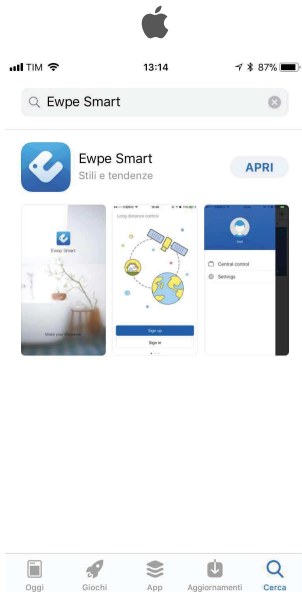 TIM 13:14 87%
Ewpe Smart
Ewpe Smart
Stili e tendenze
APRI
Ewpe Smart
Long distance control
Sign up
Sign in
Central control
Settings
Oggi Giochi App Aggiornamenti Cerca